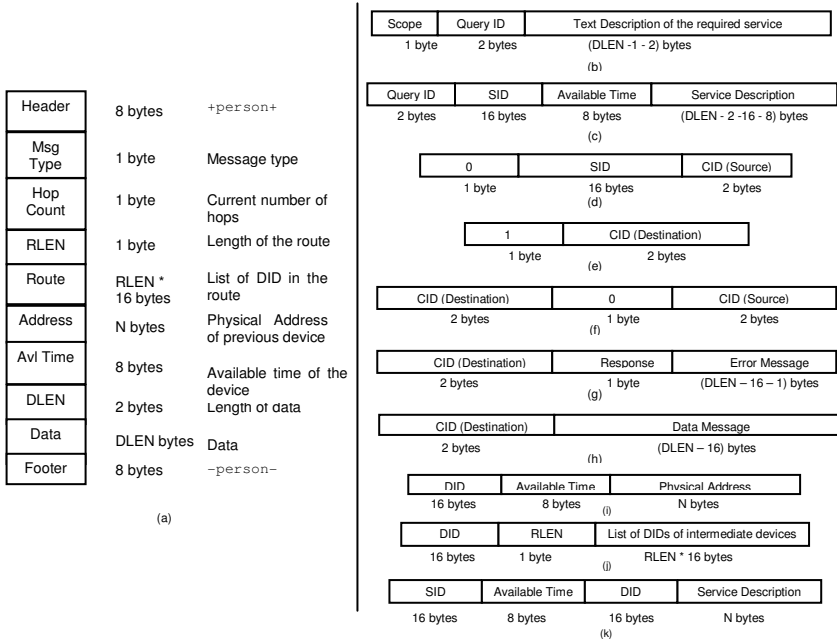 Header 8 bytes +person+
Msg Type 1 byte Message type
Hop Count 1 byte Current number of hops
RLEN 1 byte Length of the route
Route RLEN * 16 bytes List of DID in the route
Address N bytes Physical Address of previous device
Avl Time 8 bytes Available time of the device
DLEN 2 bytes Length of data
Data DLEN bytes Data
Footer 8 bytes -person-
(a)
Scope Query ID Text Description of the required service
1 byte 2 bytes (DLEN -1 - 2) bytes
(b)
Query ID SID Available Time Service Description
2 bytes 16 bytes 8 bytes (DLEN - 2 -16 - 8) bytes
(c)
0 SID CID (Source)
1 byte 16 bytes 2 bytes
(d)
1 CID (Destination)
1 byte 2 bytes
(e)
CID (Destination) 0 CID (Source)
2 bytes 1 byte 2 bytes
(f)
CID (Destination) Response Error Message
2 bytes 1 byte (DLEN – 16 – 1) bytes
(g)
CID (Destination) Data Message
2 bytes (DLEN – 16) bytes
(h)
DID Available Time Physical Address
16 bytes 8 bytes N bytes
(i)
DID RLEN List of DIDs of intermediate devices
16 bytes 1 byte RLEN * 16 bytes
(j)
SID Available Time DID Service Description
16 bytes 8 bytes 16 bytes N bytes
(k)